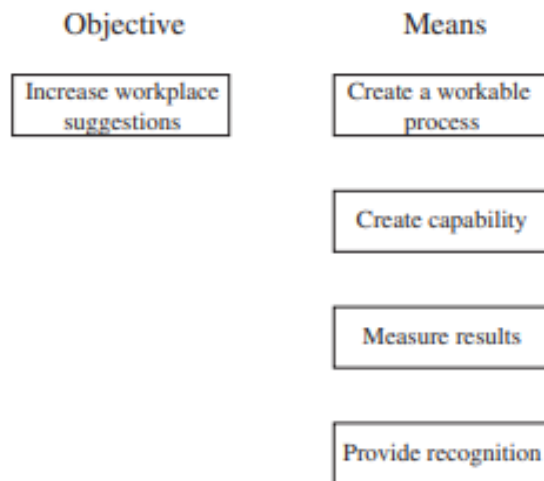 Objective
Means
Increase workplace
suggestions
Create a workable
process
Create capability
Measure results
Provide recognition